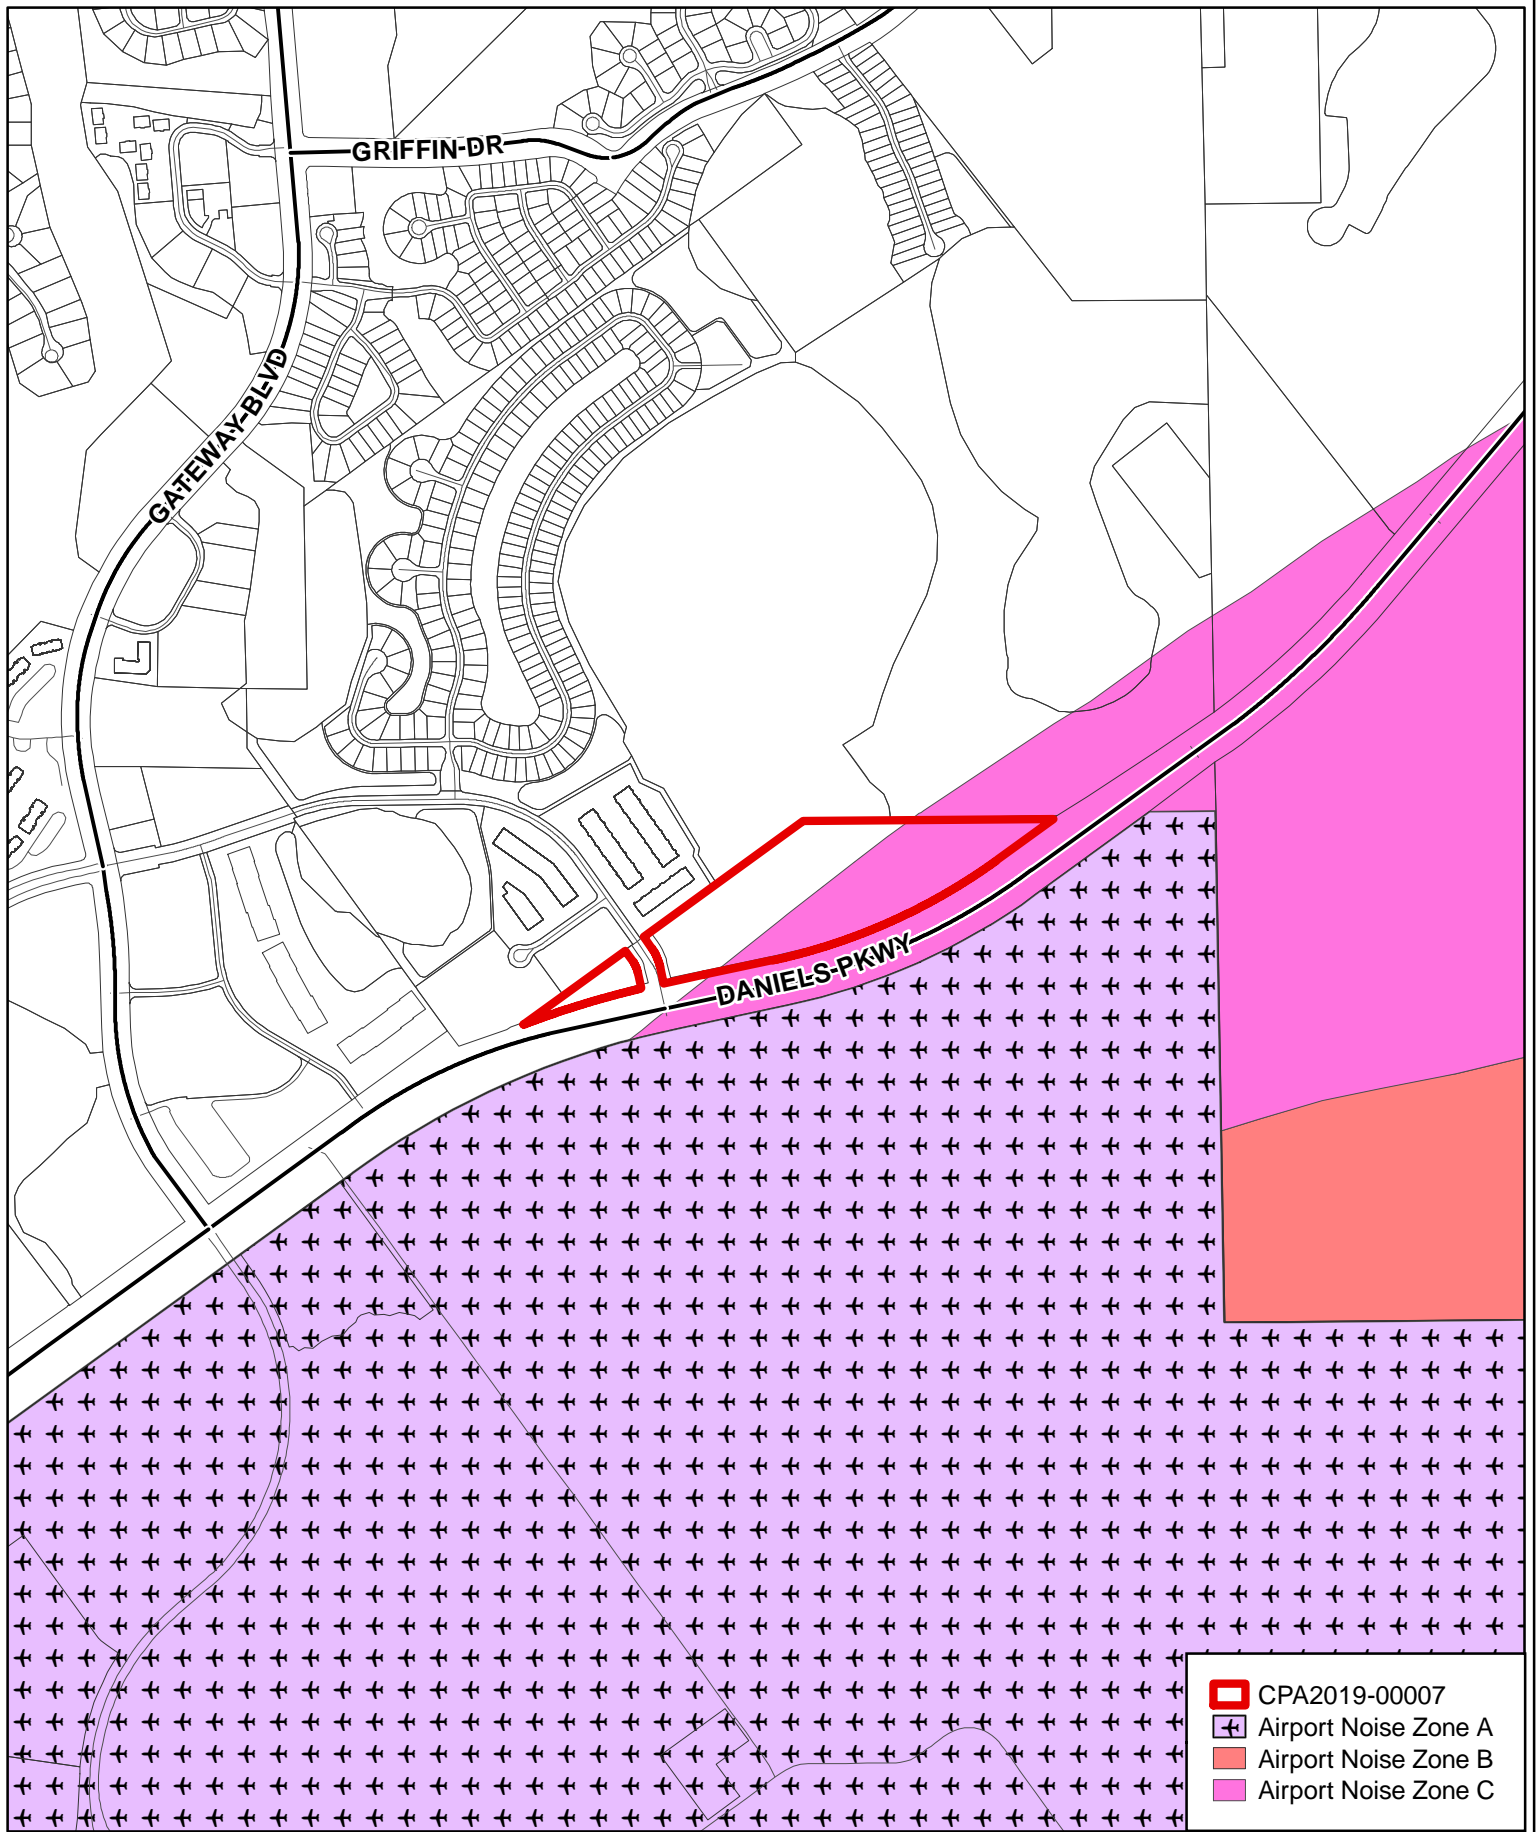 GRIFFIN DR
GATEWAY BLVD
DANIELS PKWY
CPA2019-00007
Airport Noise Zone A
Airport Noise Zone B
Airport Noise Zone C